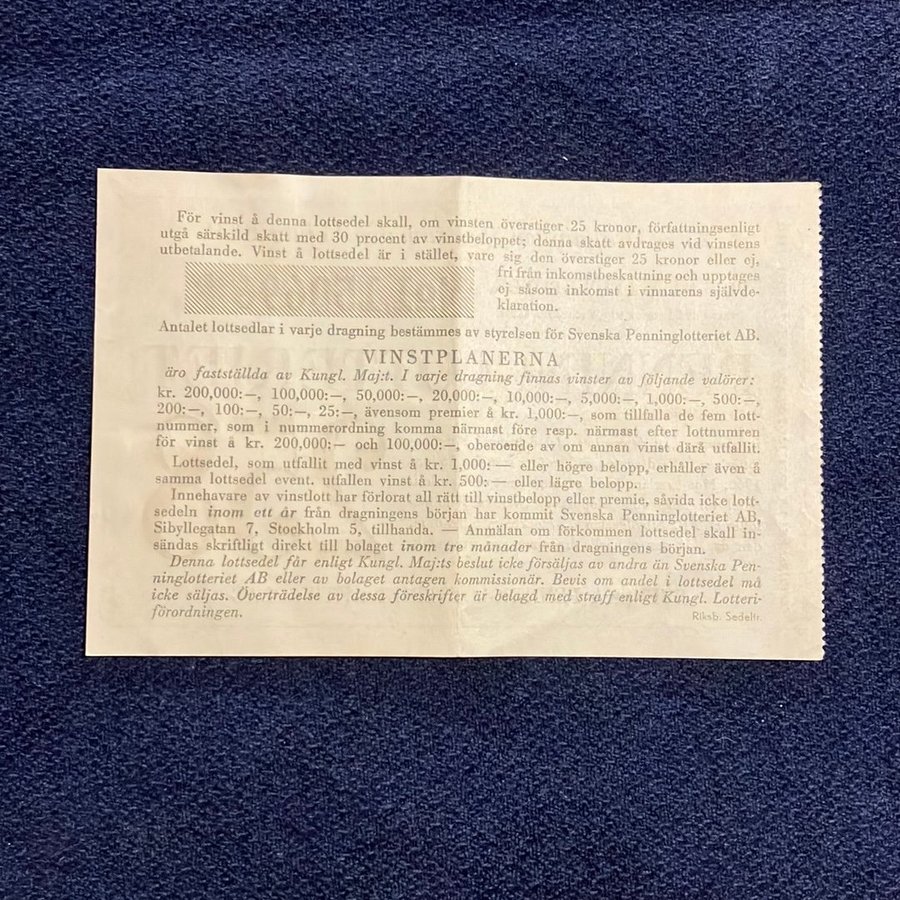 För vinst å denna lottsedel skall, om vinsten överstiger 25 kronor, författningsenligt
utgå särskild skatt med 30 procent av vinstbeloppet; denna skatt avdrages vid vinstens
utbetalande. Vinst å lottsedel är i stället, vare sig den överstiger 25 kronor eller ej,
fri från inkomstbeskattning och upptages
ej såsom inkomst i vinnarens självde-
klaration.
Antalet lottsedlar i varje dragning bestämmes av styrelsen för Svenska Penninglotteriet AB.
VINSTPLANERNA
äro fastställda av Kungl. Maj:t. I varje dragning finnas vinster av följande valörer:
kr. 200,000:—, 100,000:—, 50,000:—, 20,000:—, 10,000:—, 5,000:—, 1,000:—, 500:—,
200:—, 100:—, 50:—, 25:—, ävensom premier å kr. 1,000:—, som tillfalla de fem lott-
nummer, som i nummerordning komma närmast före resp. närmast efter lottnumren
för vinst å kr. 200,000:— och 100,000:—, oberoende av om annan vinst därå utfallit.
Lottsedel, som utfallit med vinst å kr. 1,000:— eller högre belopp, erhåller även å
samma lottsedel event. utfallen vinst å kr. 500:— eller lägre belopp.
Innehavare av vinstlott har förlorat all rätt till vinstbelopp eller premie, såvida icke lott-
sedeln inom ett år från dragningens början har kommit Svenska Penninglotteriet AB,
Sibyllegatan 7, Stockholm 5, tillhanda. — Anmälan om förkommen lottsedel skall in-
sändas skriftligt direkt till bolaget inom tre månader från dragningens början.
Denna lottsedel får enligt Kungl. Maj:ts beslut icke försäljas av andra än Svenska Pen-
ninglotteriet AB eller av bolaget antagen kommissionär. Bevis om andel i lottsedel må
icke säljas. Överträdelse av dessa föreskrifter är belagd med straff enligt Kungl. Lotteri-
förordningen.
Riksb. Sedeltr.